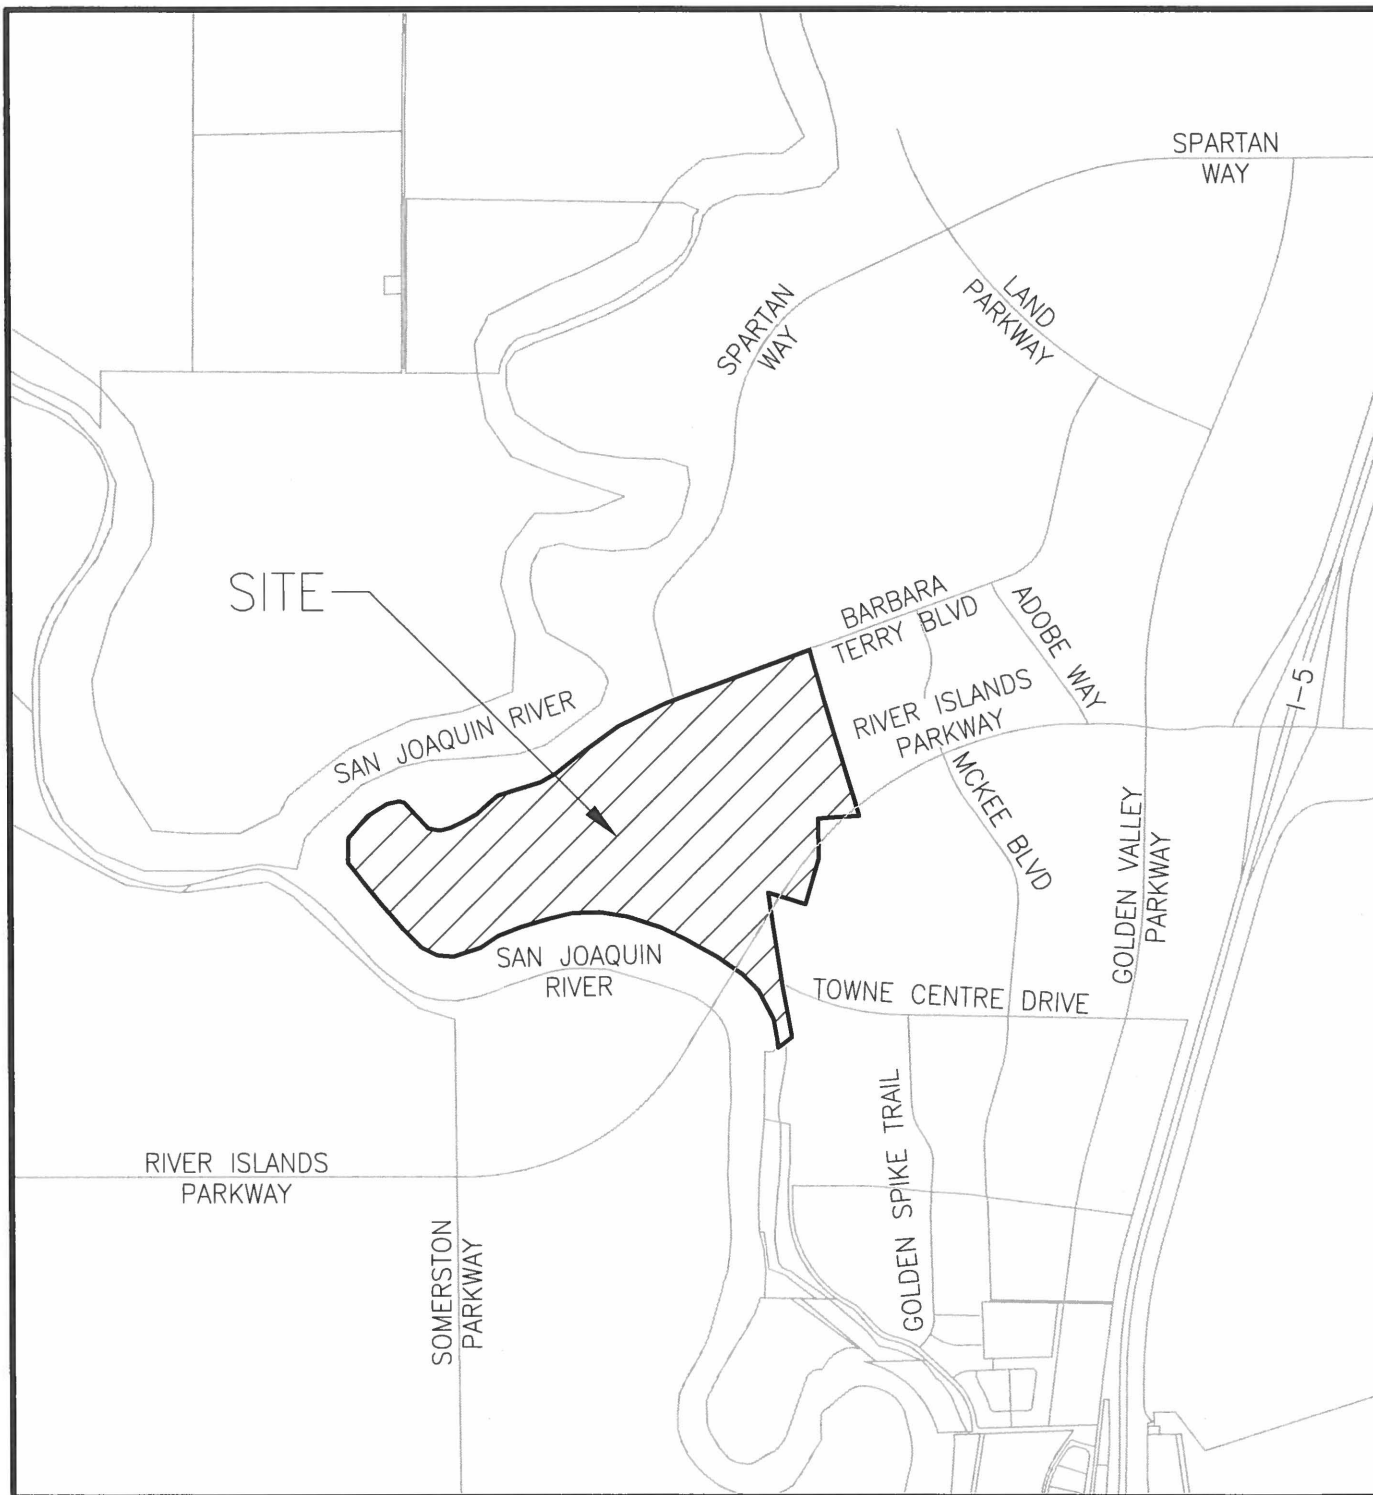 SPARTAN
WAY
LAND
PARKWAY
SPARTAN
WAY
SITE
BARBARA
TERRY BLVD
ADOBE WAY
RIVER ISLANDS
PARKWAY
I-5
SAN JOAQUIN RIVER
MCKEE BLVD
GOLDEN VALLEY
PARKWAY
SAN JOAQUIN
RIVER
TOWNE CENTRE DRIVE
GOLDEN SPIKE TRAIL
RIVER ISLANDS
PARKWAY
SOMERSTON
PARKWAY